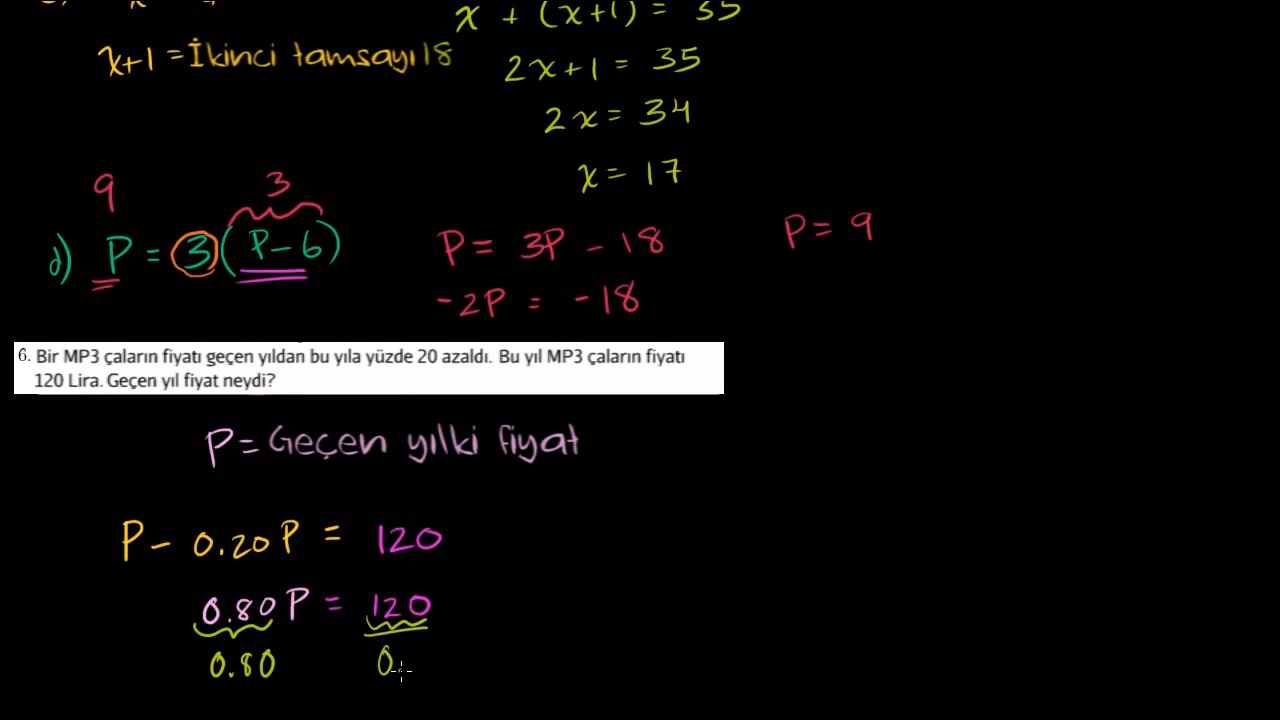 x + (x+1) = 35
x+1 = İkinci tamsayı 18
2x+1 = 35
2x = 34
x = 17
9
3
d) P = 3(P-6)
P = 3P - 18
P = 9
-2P = -18
6. Bir MP3 çaların fiyatı geçen yıldan bu yıla yüzde 20 azaldı. Bu yıl MP3 çaların fiyatı
120 Lira. Geçen yıl fiyat neydi?
P = Geçen yılki fiyat
P - 0.20P = 120
0.80P = 120
0.80 0.